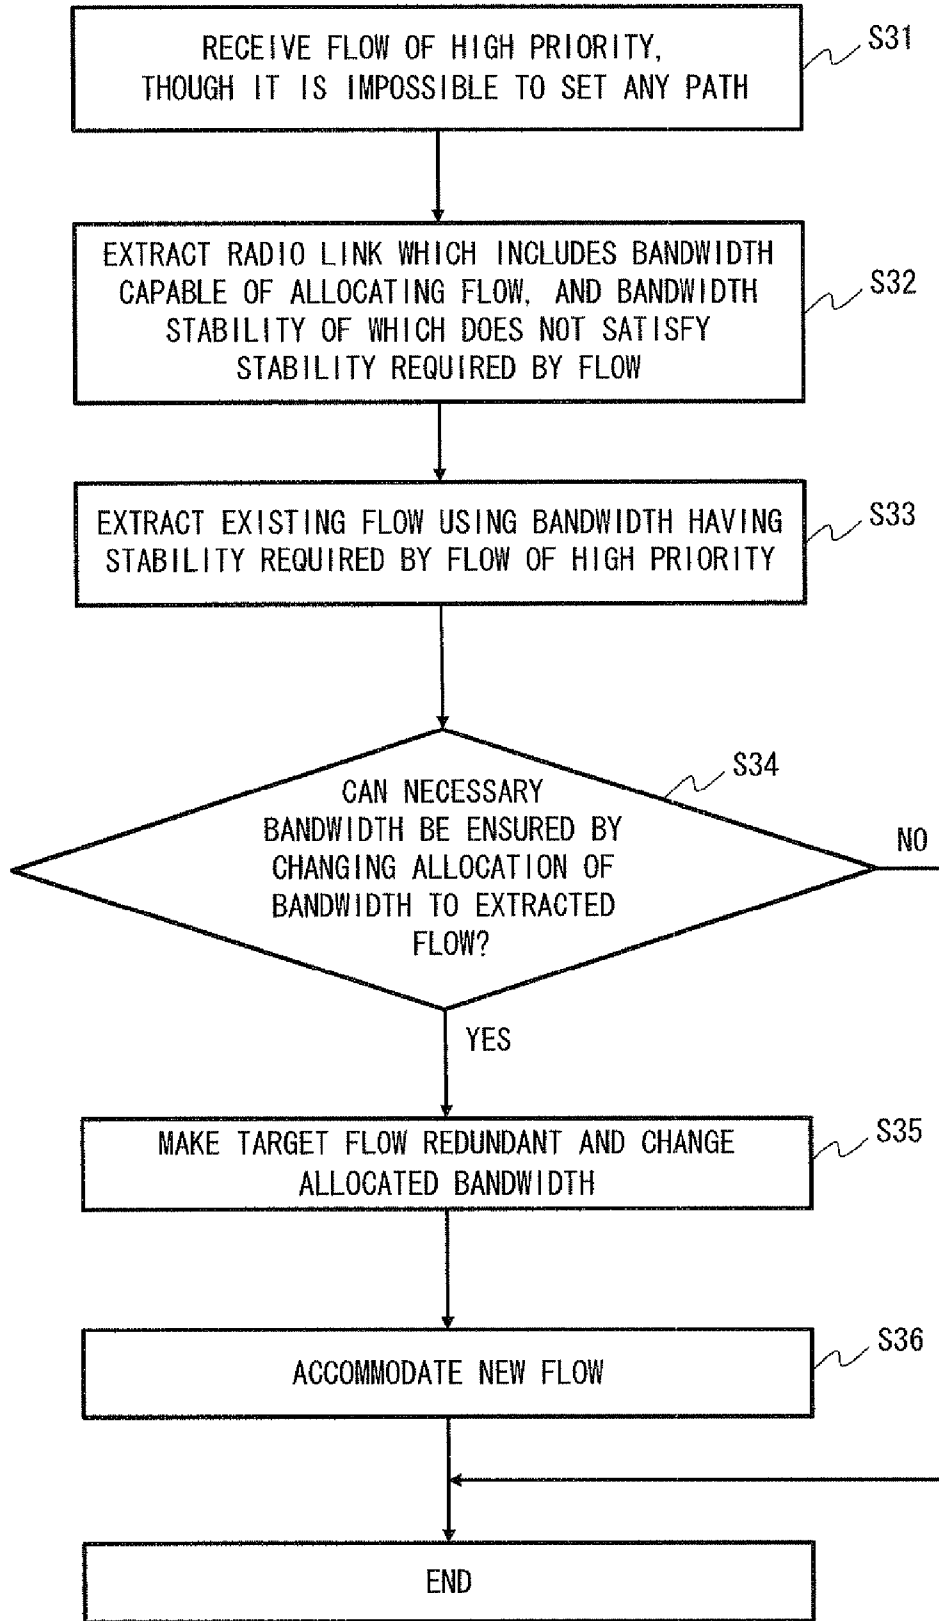 RECEIVE FLOW OF HIGH PRIORITY,
THOUGH IT IS IMPOSSIBLE TO SET ANY PATH
S31
EXTRACT RADIO LINK WHICH INCLUDES BANDWIDTH
CAPABLE OF ALLOCATING FLOW, AND BANDWIDTH
STABILITY OF WHICH DOES NOT SATISFY
STABILITY REQUIRED BY FLOW
S32
EXTRACT EXISTING FLOW USING BANDWIDTH HAVING
STABILITY REQUIRED BY FLOW OF HIGH PRIORITY
S33
CAN NECESSARY
BANDWIDTH BE ENSURED BY
CHANGING ALLOCATION OF
BANDWIDTH TO EXTRACTED
FLOW?
S34
NO
YES
MAKE TARGET FLOW REDUNDANT AND CHANGE
ALLOCATED BANDWIDTH
S35
ACCOMMODATE NEW FLOW
S36
END